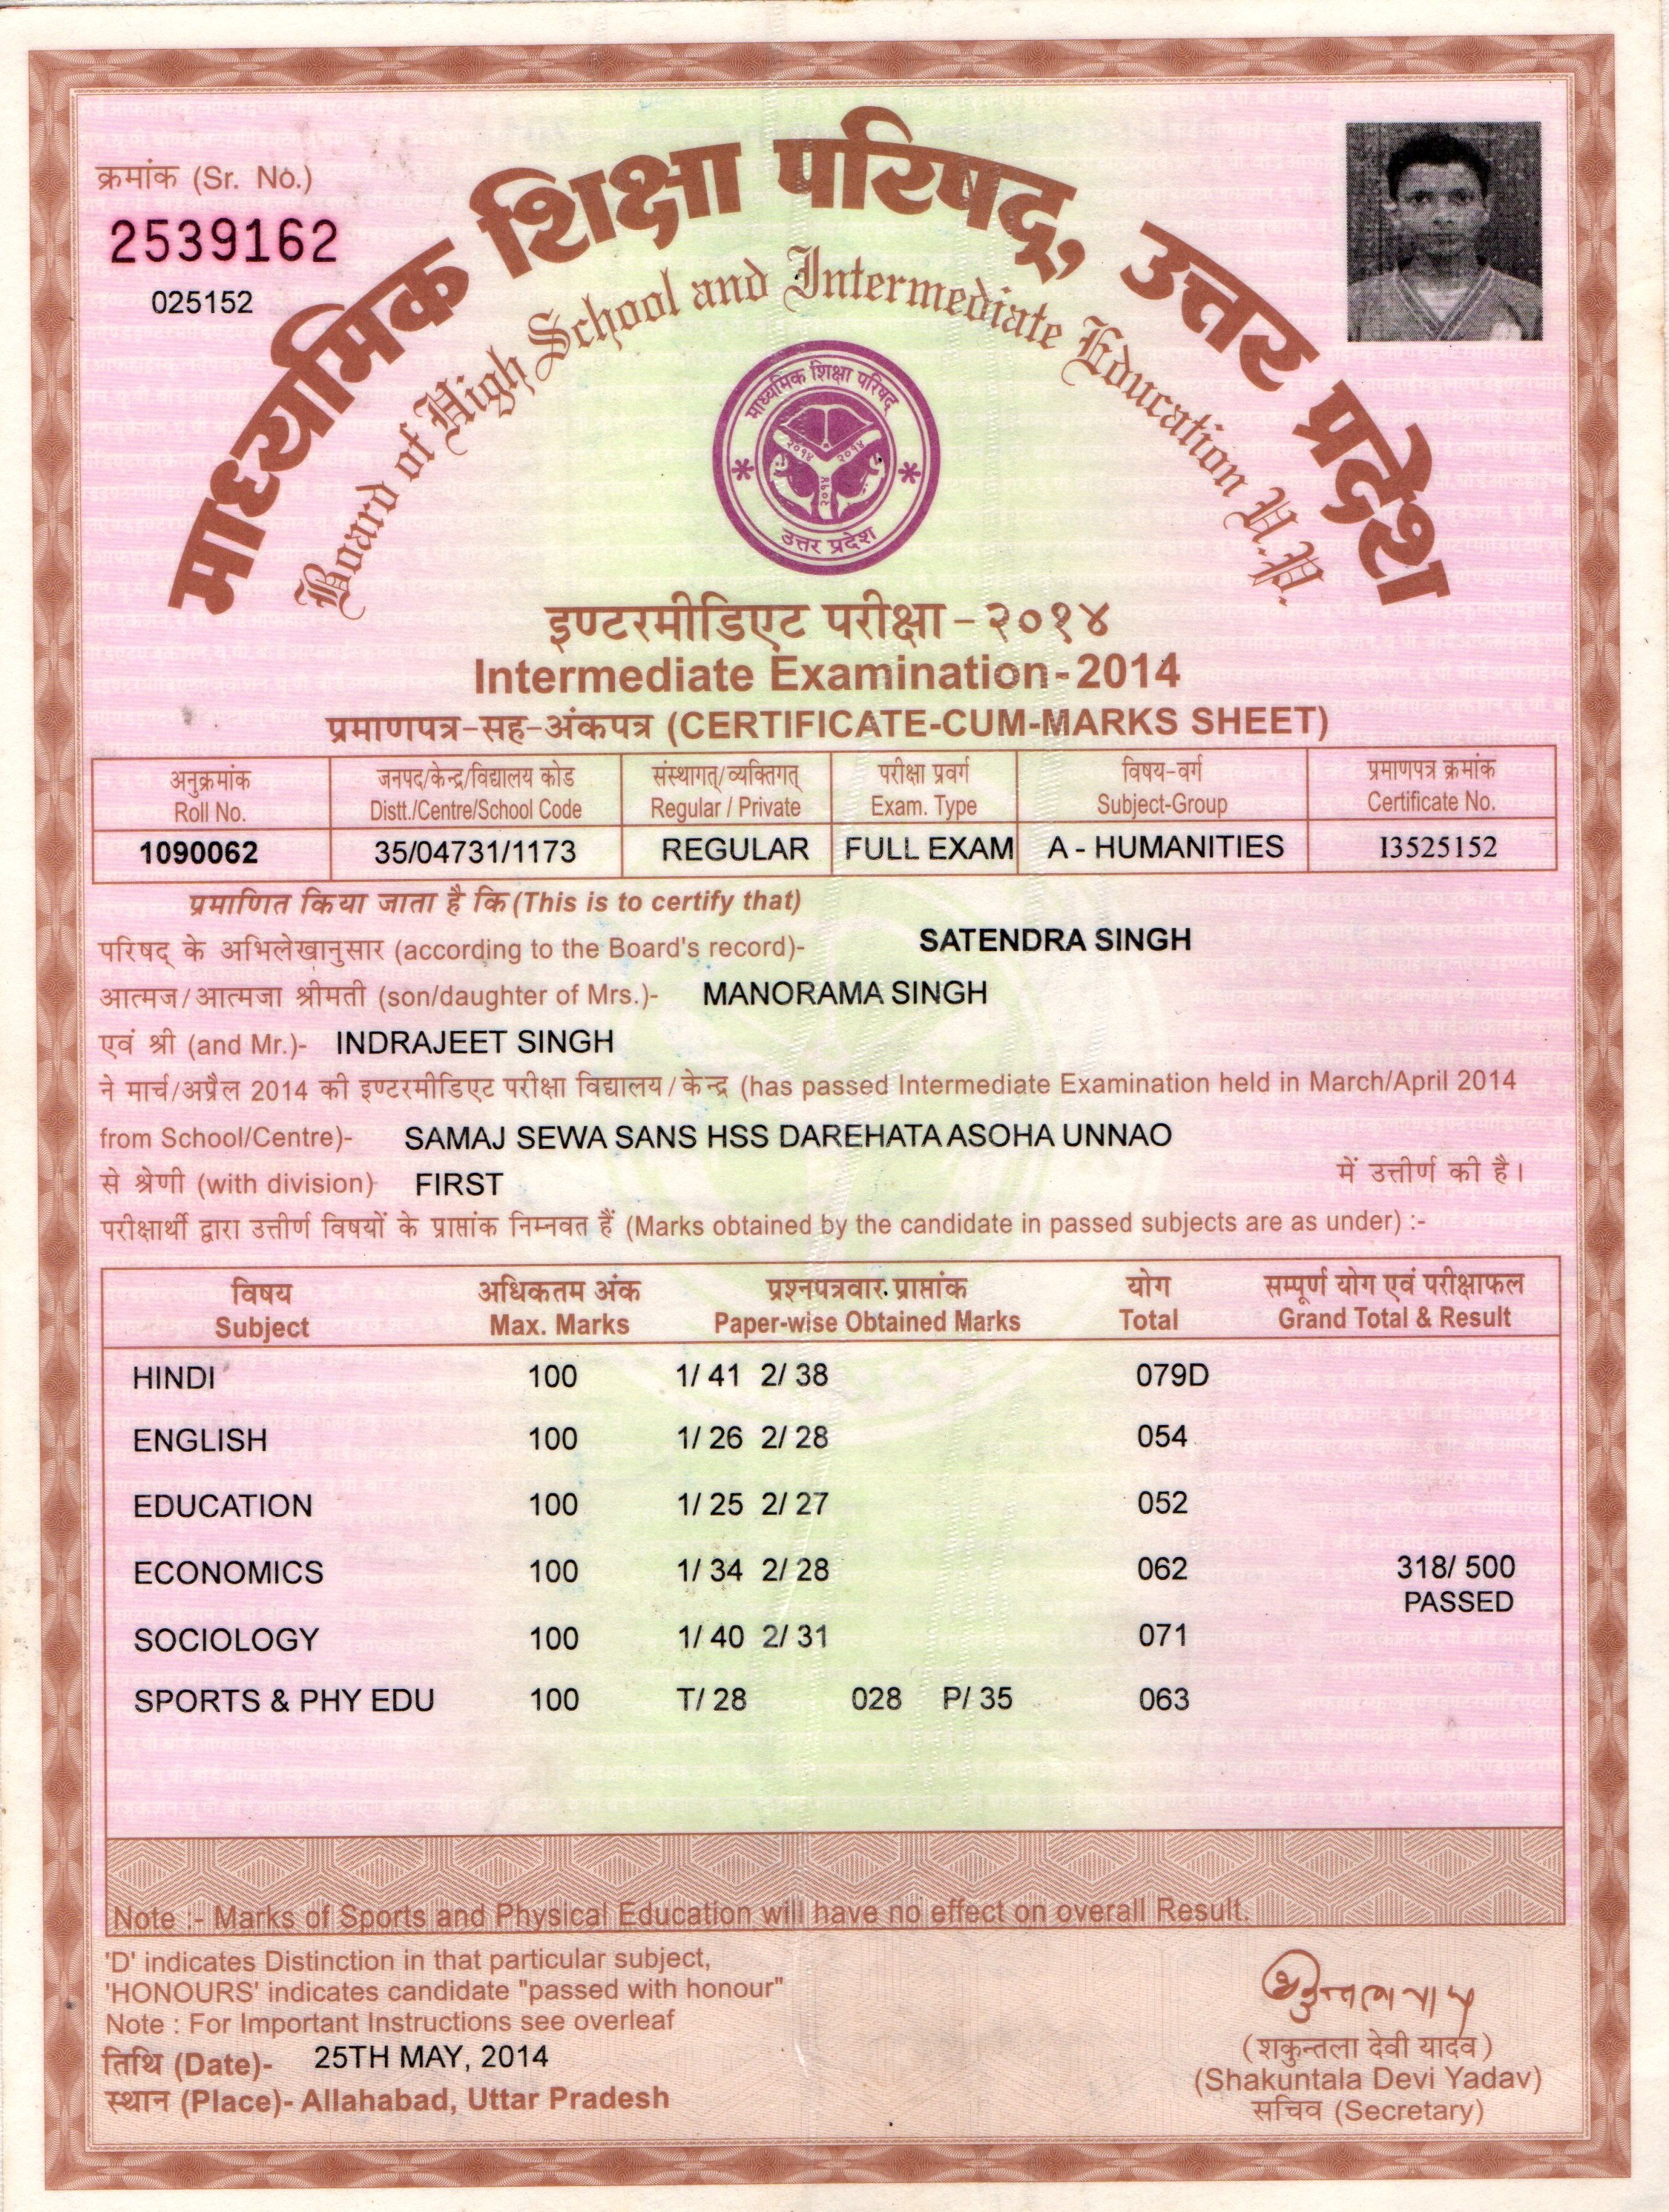 क्रमांक (Sr. No.)
2539162
025152
माध्यमिक शिक्षा परिषद्, उत्तर प्रदेश
Board of High School and Intermediate Education U.P.
माध्यमिक शिक्षा परिषद्
२०१४ २०१४
२०१४
उत्तर प्रदेश
इण्टरमीडिएट परीक्षा - २०१४
Intermediate Examination - 2014
प्रमाणपत्र-सह-अंकपत्र (CERTIFICATE-CUM-MARKS SHEET)
अनुक्रमांक जनपद/केन्द्र/विद्यालय कोड संस्थागत/व्यक्तिगत परीक्षा प्रवर्ग विषय-वर्ग प्रमाणपत्र क्रमांक
Roll No. Distt./Centre/School Code Regular / Private Exam. Type Subject-Group Certificate No.
1090062 35/04731/1173 REGULAR FULL EXAM A - HUMANITIES I3525152
प्रमाणित किया जाता है कि (This is to certify that)
परिषद् के अभिलेखानुसार (according to the Board's record)- SATENDRA SINGH
आत्मज/आत्मजा श्रीमती (son/daughter of Mrs.)- MANORAMA SINGH
एवं श्री (and Mr.)- INDRAJEET SINGH
ने मार्च/अप्रैल 2014 की इण्टरमीडिएट परीक्षा विद्यालय/केन्द्र (has passed Intermediate Examination held in March/April 2014
from School/Centre)- SAMAJ SEWA SANS HSS DAREHATA ASOHA UNNAO
से श्रेणी (with division) FIRST में उत्तीर्ण की है।
परीक्षार्थी द्वारा उत्तीर्ण विषयों के प्राप्तांक निम्नवत हैं (Marks obtained by the candidate in passed subjects are as under) :-
विषय अधिकतम अंक प्रश्नपत्रवार प्राप्तांक योग सम्पूर्ण योग एवं परीक्षाफल
Subject Max. Marks Paper-wise Obtained Marks Total Grand Total & Result
HINDI 100 1/ 41 2/ 38 079D
ENGLISH 100 1/ 26 2/ 28 054
EDUCATION 100 1/ 25 2/ 27 052
ECONOMICS 100 1/ 34 2/ 28 062 318/ 500
PASSED
SOCIOLOGY 100 1/ 40 2/ 31 071
SPORTS & PHY EDU 100 T/ 28 028 P/ 35 063
Note :- Marks of Sports and Physical Education will have no effect on overall Result.
'D' indicates Distinction in that particular subject,
'HONOURS' indicates candidate "passed with honour"
Note : For Important Instructions see overleaf
तिथि (Date)- 25TH MAY, 2014
स्थान (Place)- Allahabad, Uttar Pradesh
(शकुन्तला देवी यादव)
(Shakuntala Devi Yadav)
सचिव (Secretary)